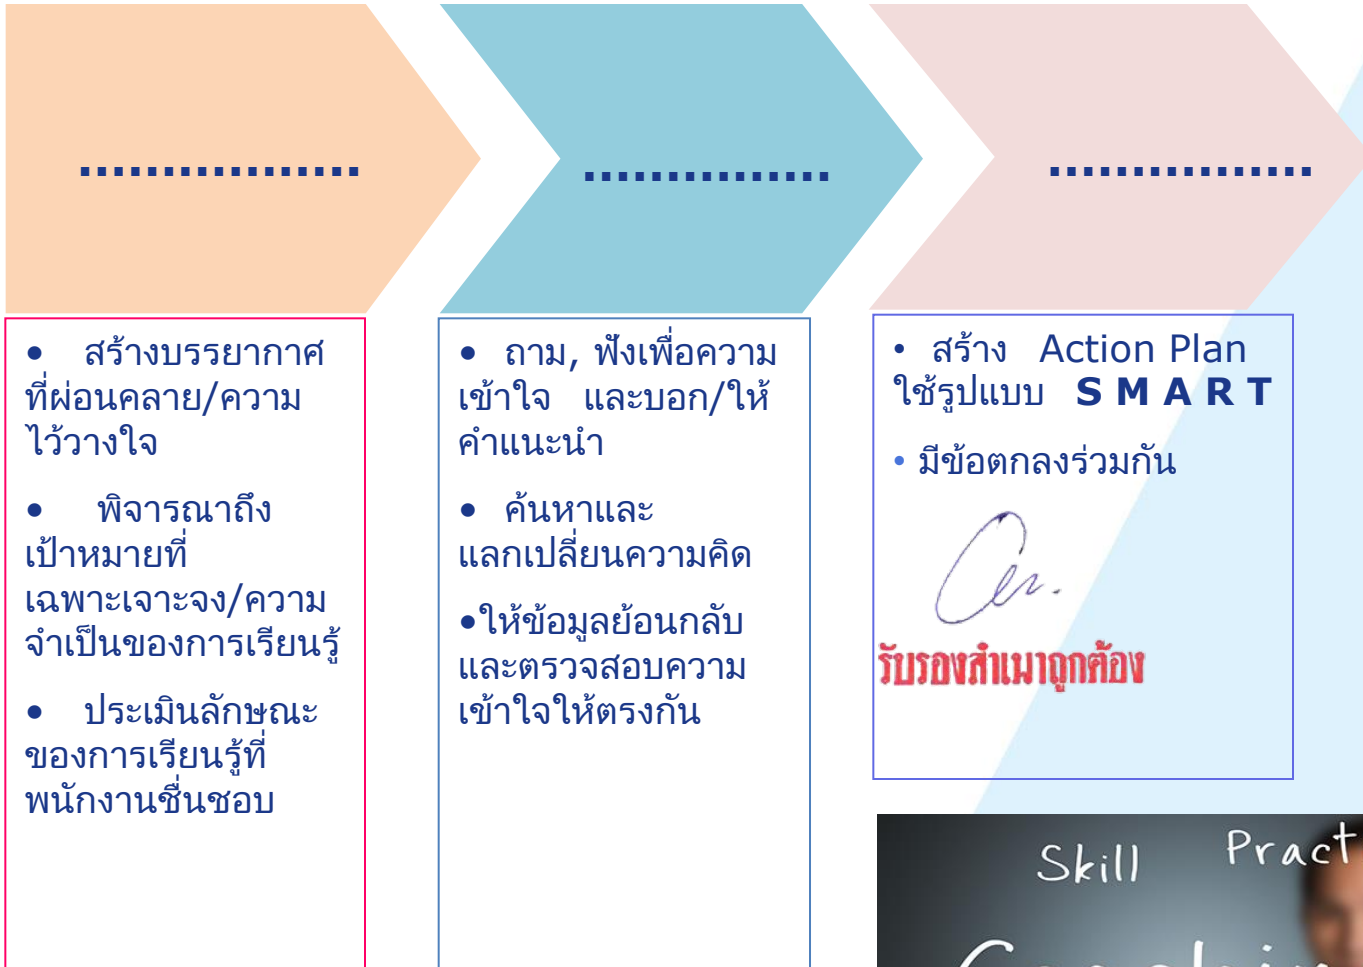 .................
...............
................
• สร้างบรรยากาศ
ที่ผ่อนคลาย/ความ
ไว้วางใจ
• พิจารณาถึง
เป้าหมายที่
เฉพาะเจาะจง/ความ
จำเป็นของการเรียนรู้
• ประเมินลักษณะ
ของการเรียนรู้ที่
พนักงานชื่นชอบ
• ถาม, ฟังเพื่อความ
เข้าใจ และบอก/ให้
คำแนะนำ
• ค้นหาและ
แลกเปลี่ยนความคิด
•ให้ข้อมูลย้อนกลับ
และตรวจสอบความ
เข้าใจให้ตรงกัน
• สร้าง Action Plan
ใช้รูปแบบ S M A R T
• มีข้อตกลงร่วมกัน
รับรองสำเนาถูกต้อง
Skill Pract